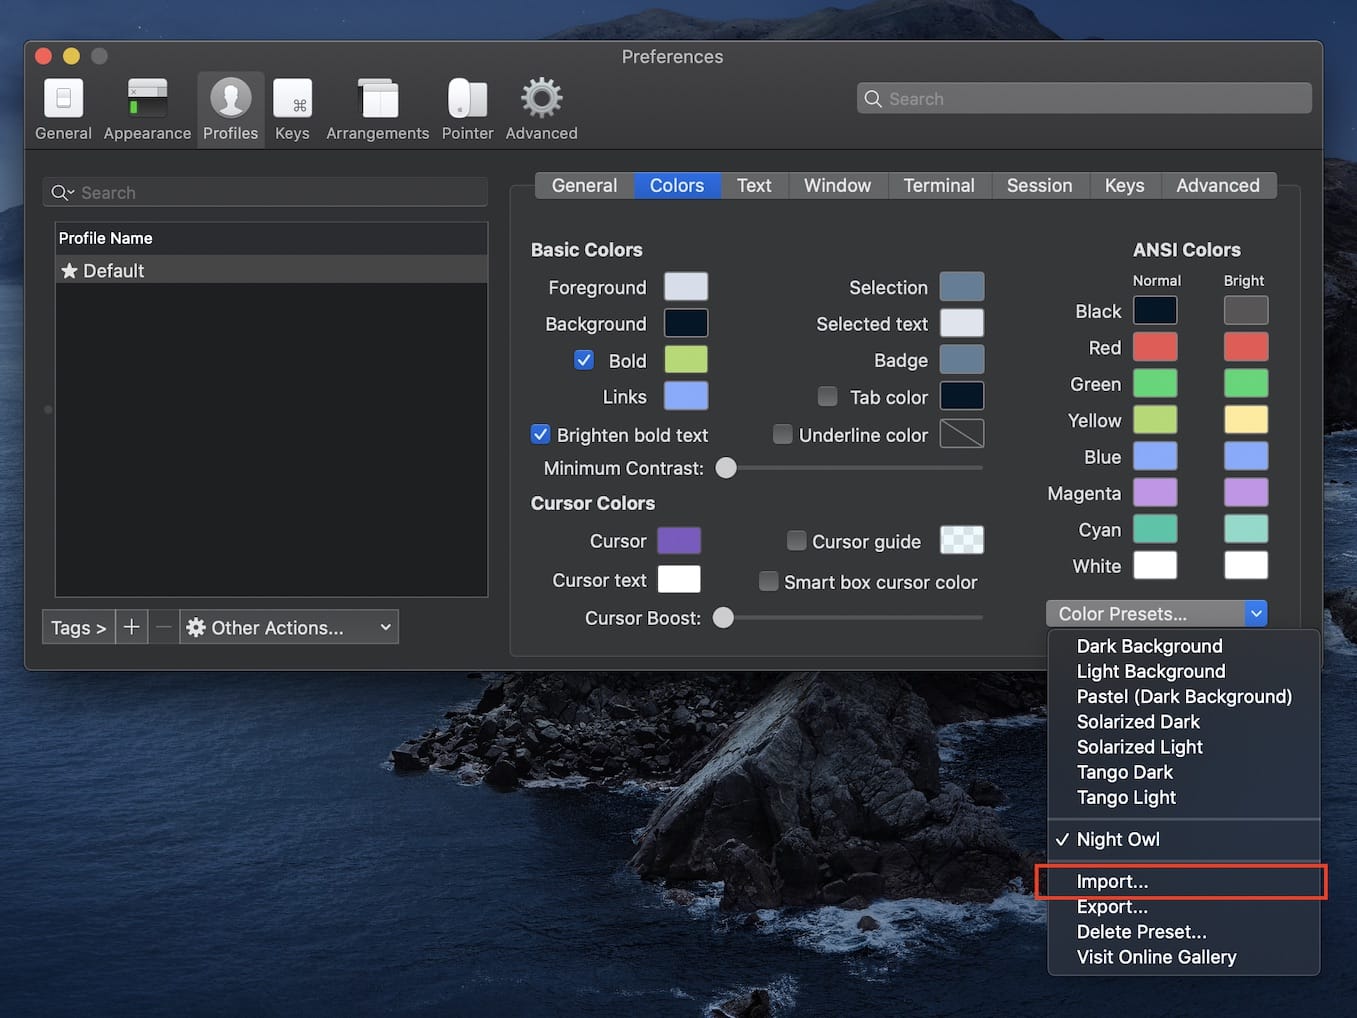 Preferences
General Appearance Profiles Keys Arrangements Pointer Advanced
Search
Search
Profile Name
Default
Tags >
+
Other Actions...
General Colors Text Window Terminal Session Keys Advanced
Basic Colors
Foreground
Background
Bold
Links
Brighten bold text
Minimum Contrast:
Selection
Selected text
Badge
Tab color
Underline color
Cursor Colors
Cursor
Cursor text
Cursor Boost:
Cursor guide
Smart box cursor color
ANSI Colors
Normal Bright
Black
Red
Green
Yellow
Blue
Magenta
Cyan
White
Color Presets...
Dark Background
Light Background
Pastel (Dark Background)
Solarized Dark
Solarized Light
Tango Dark
Tango Light
✓ Night Owl
Import...
Export...
Delete Preset...
Visit Online Gallery